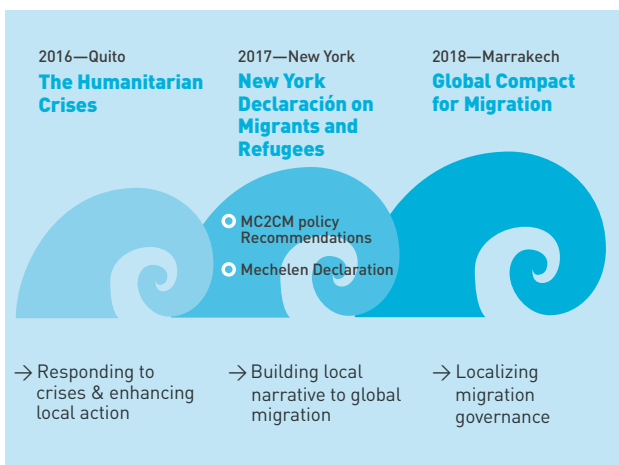 2016—Quito
The Humanitarian
Crises
2017—New York
New York
Declaración on
Migrants and
Refugees
2018—Marrakech
Global Compact
for Migration
MC2CM policy
Recommendations
Mechelen Declaration
→ Responding to
crises & enhancing
local action
→ Building local
narrative to global
migration
→ Localizing
migration
governance